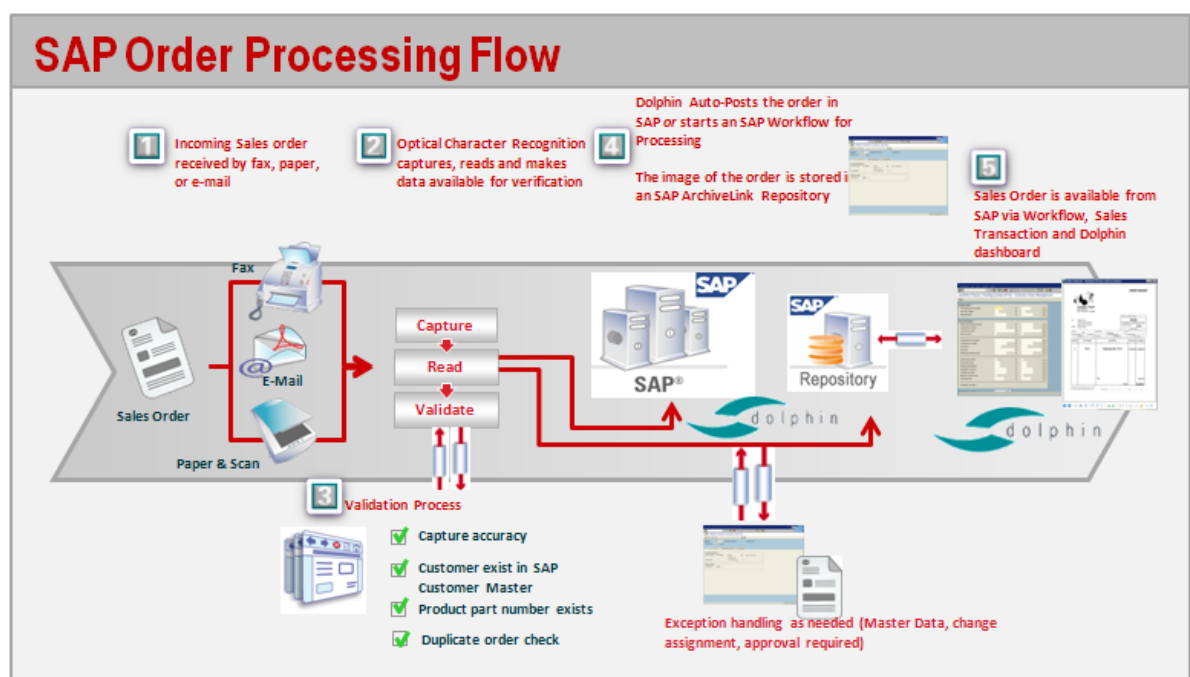 SAP Order Processing Flow
1
Incoming Sales order
received by fax, paper,
or e-mail
2
Optical Character Recognition
captures, reads and makes
data available for verification
4
Dolphin Auto-Posts the order in
SAP or starts an SAP Workflow for
Processing
The image of the order is stored i
an SAP ArchiveLink Repository
5
Sales Order is available from
SAP via Workflow, Sales
Transaction and Dolphin
dashboard
Fax
E-Mail
Paper & Scan
Sales Order
Capture
Read
Validate
SAP
SAP®
SAP
Repository
dolphin
dolphin
3
Validation Process
Capture accuracy
Customer exist in SAP
Customer Master
Product part number exists
Duplicate order check
Exception handling as needed (Master Data, change
assignment, approval required)